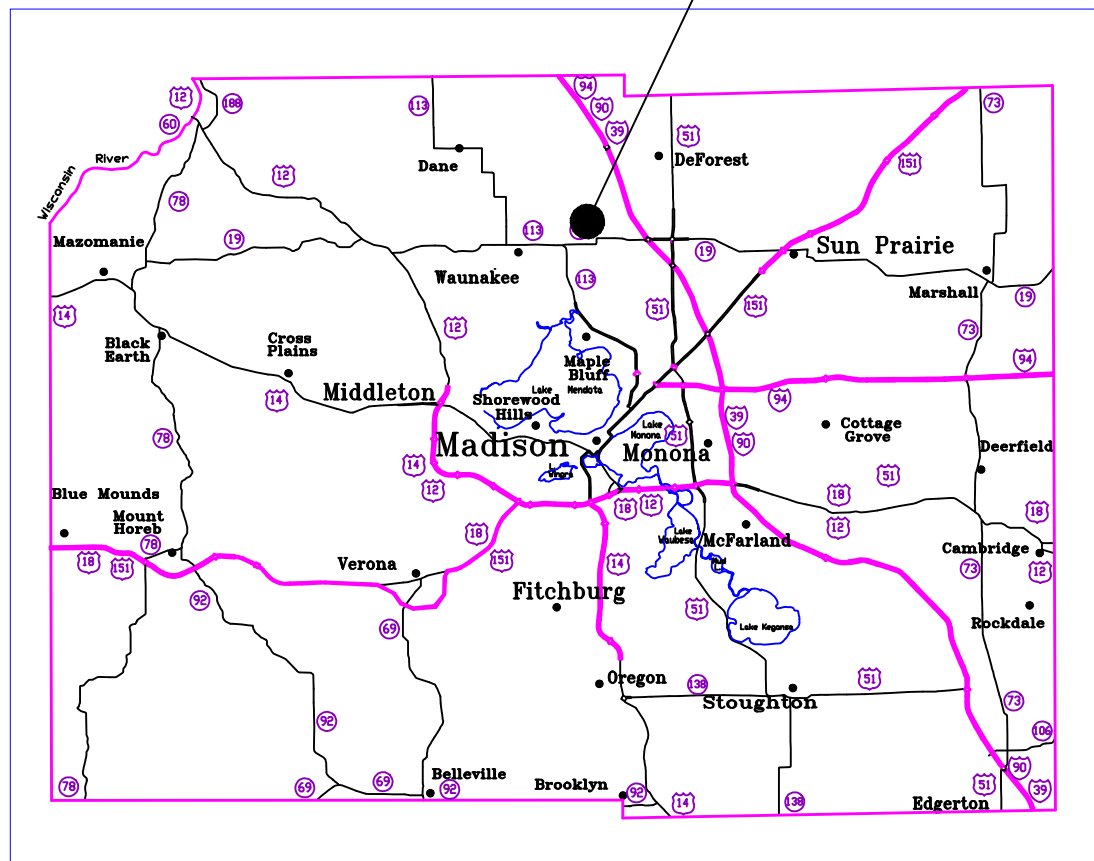 94
12
188
90
113
73
60
39
51
151
Dane
DeForest
River
12
Wisconsin
78
19
113
Mazomanie
19
Sun Prairie
Waunakee
113
51
151
Marshall
19
14
12
73
Black
Earth
Cross
Plains
Maple
Bluff
94
Middleton
Lake
Mendota
94
14
Shorewood
Hills
39
Lake
Monona
51
90
Cottage
Grove
78
Madison
Monona
Deerfield
14
12
Wingra
51
Blue Mounds
18
12
18
18
Mount
Horeb
12
78
18
Lake
Waubesa
McFarland
Cambridge
18
151
151
14
Mud
73
12
Verona
92
Fitchburg
51
69
Lake Kegonsa
Rockdale
Oregon
138
51
Stoughton
73
92
106
90
Belleville
78
69
69
92
Brooklyn
92
14
138
51
39
Edgerton